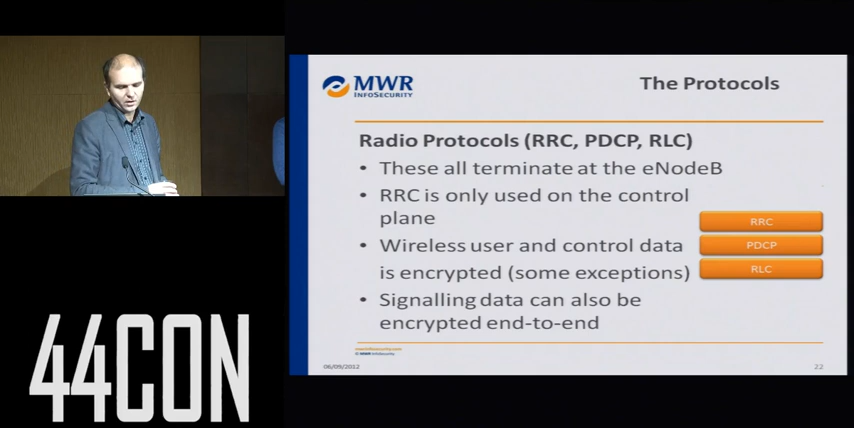 MWR
INFOSECURITY
The Protocols
Radio Protocols (RRC, PDCP, RLC)
• These all terminate at the eNodeB
• RRC is only used on the control
plane
• Wireless user and control data
is encrypted (some exceptions)
• Signalling data can also be
encrypted end-to-end
RRC
PDCP
RLC
© MWR InfoSecurity
06/09/2012
22
44CON